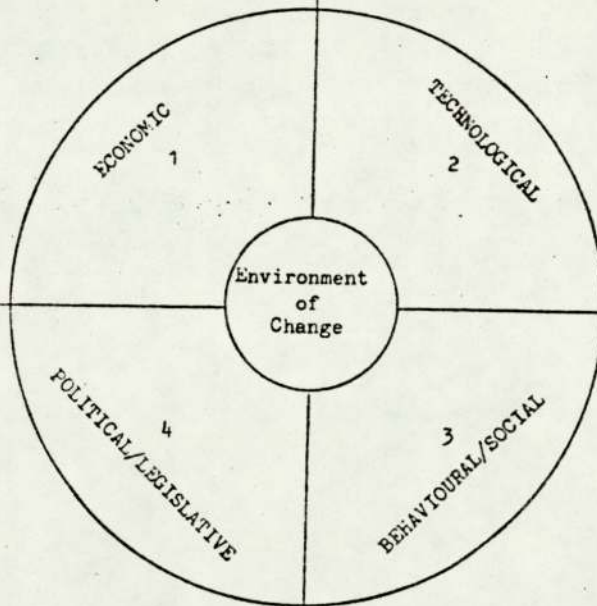 ECONOMIC
1
TECHNOLOGICAL
2
Environment
of
Change
POLITICAL/LEGISLATIVE
4
BEHAVIOURAL/SOCIAL
3